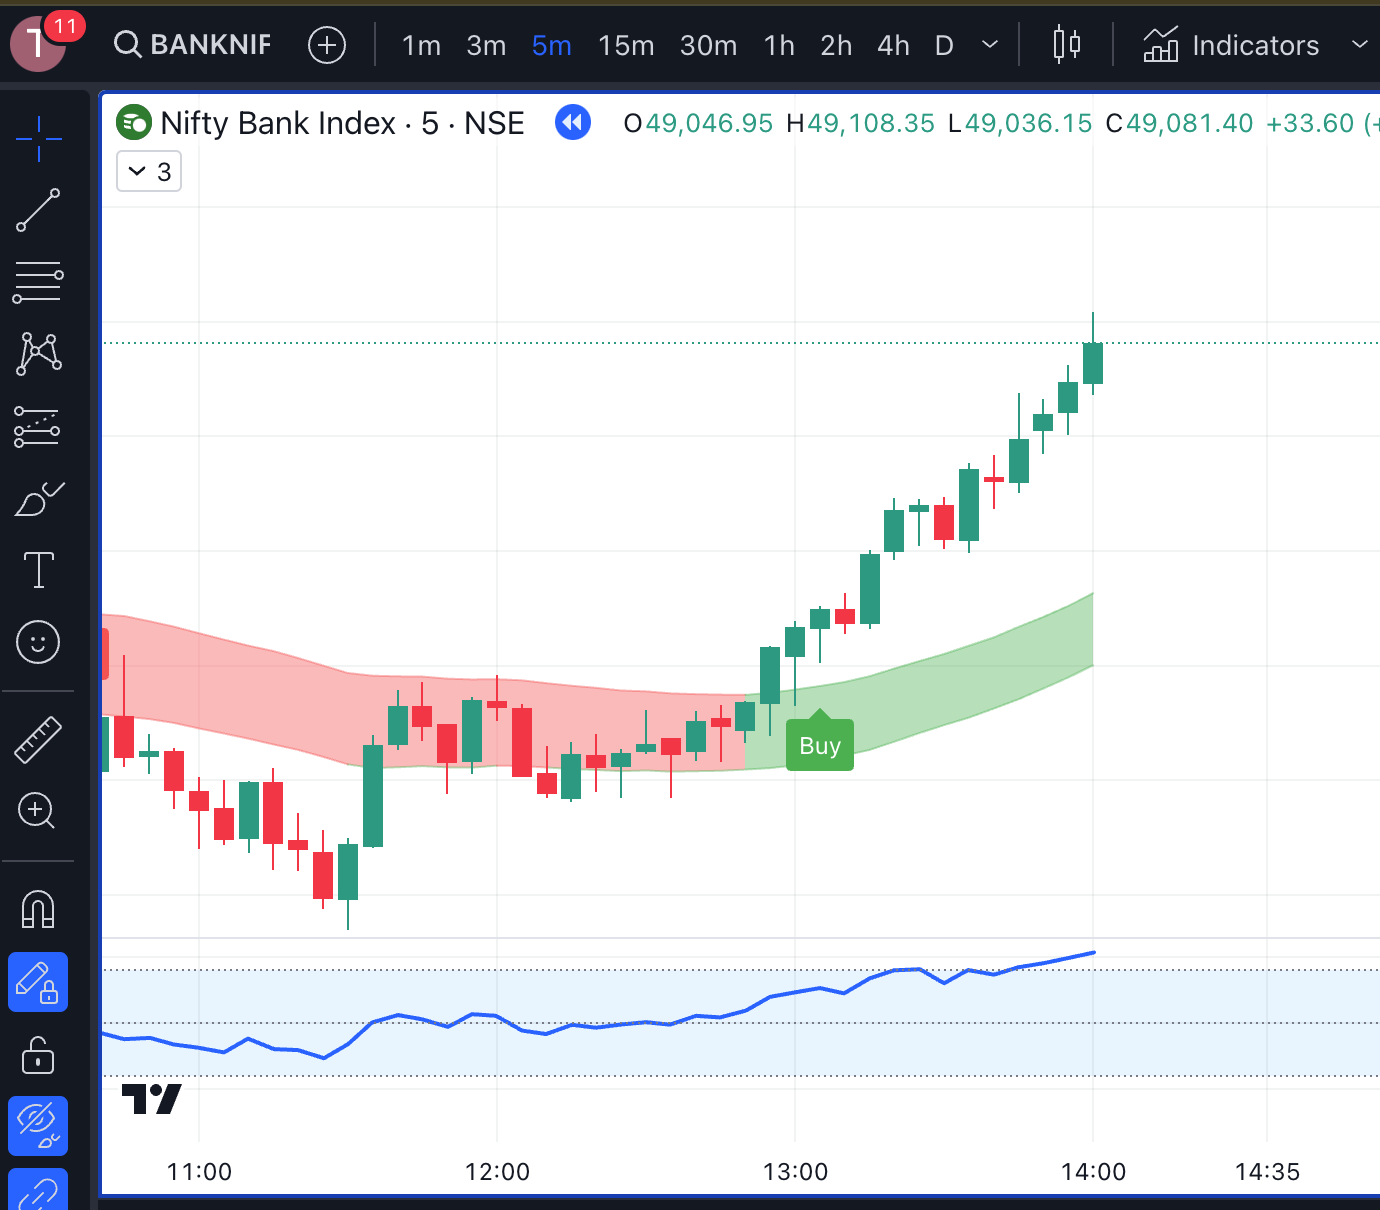 T 11 BANKNIF 1m 3m 5m 15m 30m 1h 2h 4h D Indicators
Nifty Bank Index · 5 · NSE O49,046.95 H49,108.35 L49,036.15 C49,081.40 +33.60 (+
3
Buy
11:00 12:00 13:00 14:00 14:35